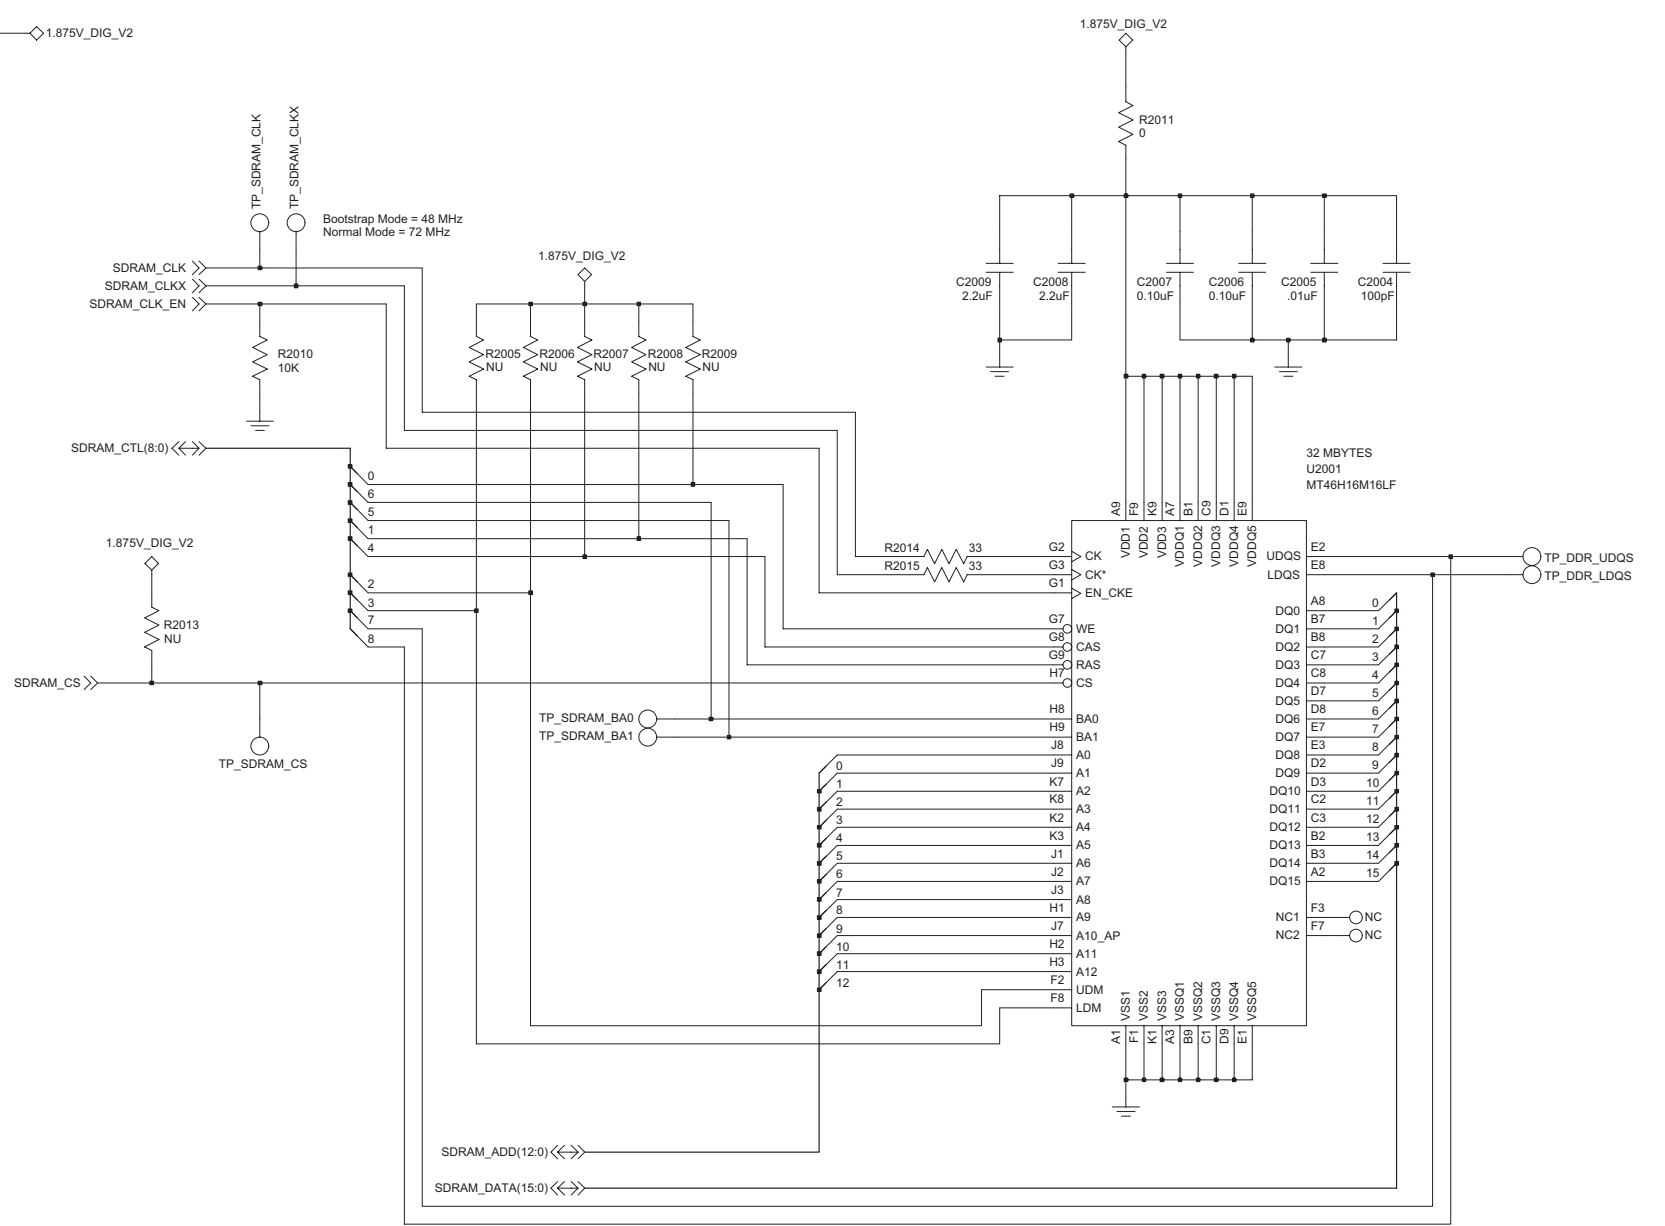 1.875V_DIG_V2
1.875V_DIG_V2
R2011
0
TP_SDRAM_CLK
TP_SDRAM_CLKX
Bootstrap Mode = 48 MHz
Normal Mode = 72 MHz
SDRAM_CLK
SDRAM_CLKX
SDRAM_CLK_EN
R2010
10K
1.875V_DIG_V2
R2005
NU
R2006
NU
R2007
NU
R2008
NU
R2009
NU
C2009
2.2uF
C2008
2.2uF
C2007
0.10uF
C2006
0.10uF
C2005
.01uF
C2004
100pF
SDRAM_CTL(8:0)
0
6
5
1
4
2
3
7
8
1.875V_DIG_V2
R2013
NU
SDRAM_CS
TP_SDRAM_CS
32 MBYTES
U2001
MT46H16M16LF
A9
F9
K9
A7
B1
C9
D1
E9
VDD1
VDD2
VDD3
VDDQ1
VDDQ2
VDDQ3
VDDQ4
VDDQ5
R2014 33
R2015 33
G2 CK
G3 CK*
G1 EN_CKE
G7 WE
G8 CAS
G9 RAS
H7 CS
TP_SDRAM_BA0
TP_SDRAM_BA1
H8 BA0
H9 BA1
J8 A0
0 J9 A1
1 K7 A2
2 K8 A3
3 K2 A4
4 K3 A5
5 J1 A6
6 J2 A7
7 J3 A8
8 H1 A9
9 J7 A10_AP
10 H2 A11
11 H3 A12
12 F2 UDM
F8 LDM
UDQS E2 TP_DDR_UDQS
LDQS E8 TP_DDR_LDQS
DQ0 A8 0
DQ1 B7 1
DQ2 B8 2
DQ3 C7 3
DQ4 C8 4
DQ5 D7 5
DQ6 D8 6
DQ7 E7 7
DQ8 E3 8
DQ9 D2 9
DQ10 D3 10
DQ11 C2 11
DQ12 C3 12
DQ13 B2 13
DQ14 B3 14
DQ15 A2 15
NC1 F3 NC
NC2 F7 NC
VSS1
VSS2
VSS3
VSSQ1
VSSQ2
VSSQ3
VSSQ4
VSSQ5
A1
F1
K1
A3
B9
C1
D9
E1
SDRAM_ADD(12:0)
SDRAM_DATA(15:0)